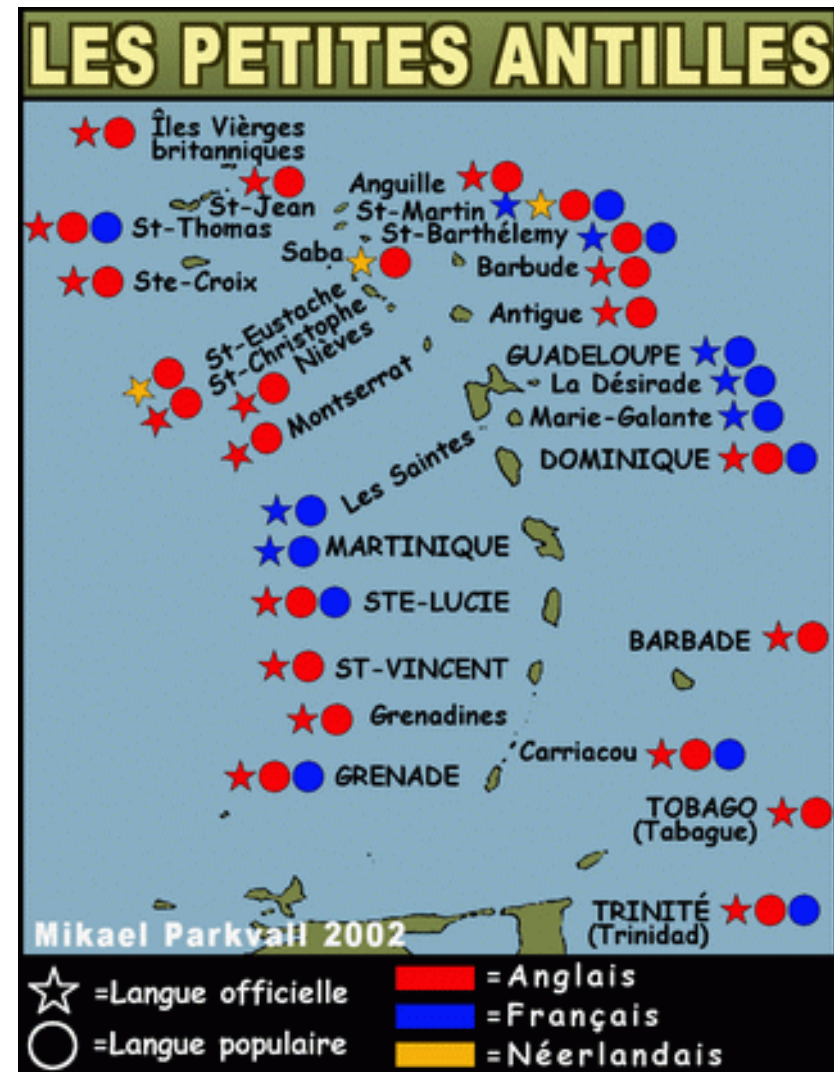 LES PETITES ANTILLES
Îles Vièrges
britanniques
St-Jean
Anguille
St-Martin
St-Thomas
St-Barthélemy
Saba
Barbude
Ste-Croix
St-Eustache
St-Christophe
Nièves
Antigue
Montserrat
GUADELOUPE
La Désirade
Marie-Galante
Les Saintes
DOMINIQUE
MARTINIQUE
STE-LUCIE
BARBADE
ST-VINCENT
Grenadines
Carriacou
GRENADE
TOBAGO
(Tabague)
TRINITÉ
(Trinidad)
Mikael Parkvall 2002
=Langue officielle
=Langue populaire
=Anglais
=Français
=Néerlandais